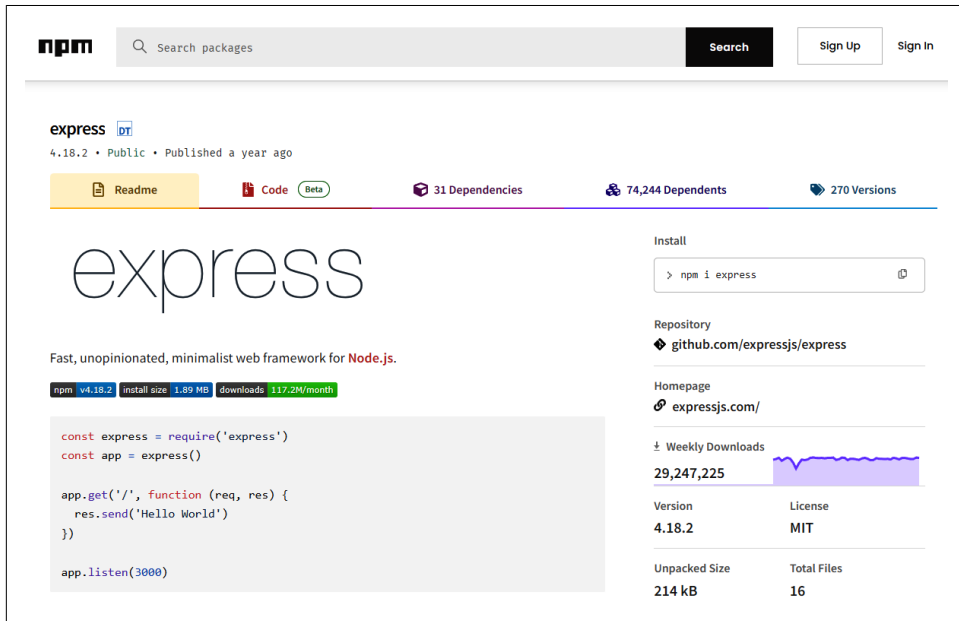 npm
Search packages
Search
Sign Up
Sign In
express DT
4.18.2 • Public • Published a year ago
Readme
Code Beta
31 Dependencies
74,244 Dependents
270 Versions
express
Fast, unopinionated, minimalist web framework for Node.js.
npm v4.18.2 install size 1.89 MB downloads 117.2M/month
const express = require('express')
const app = express()
app.get('/', function (req, res) {
  res.send('Hello World')
})
app.listen(3000)
Install
> npm i express
Repository
github.com/expressjs/express
Homepage
expressjs.com/
Weekly Downloads
29,247,225
Version
4.18.2
License
MIT
Unpacked Size
214 kB
Total Files
16